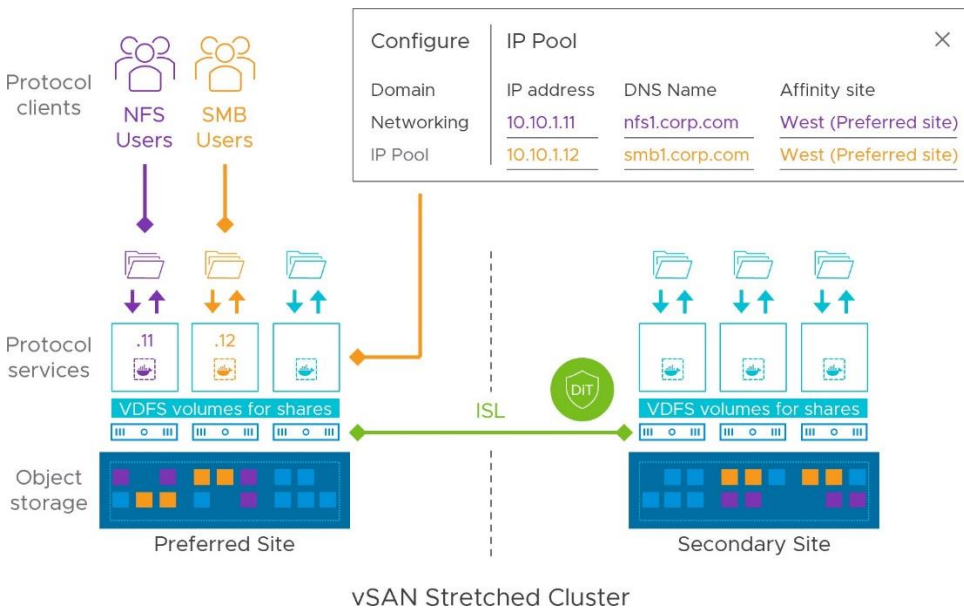 Protocol
clients
NFS
Users
SMB
Users
Configure
IP Pool
Domain
IP address
DNS Name
Affinity site
Networking
10.10.1.11
nfs1.corp.com
West (Preferred site)
IP Pool
10.10.1.12
smb1.corp.com
West (Preferred site)
Protocol
services
.11
.12
VDFS volumes for shares
ISL
DiT
VDFS volumes for shares
Object
storage
Preferred Site
Secondary Site
vSAN Stretched Cluster